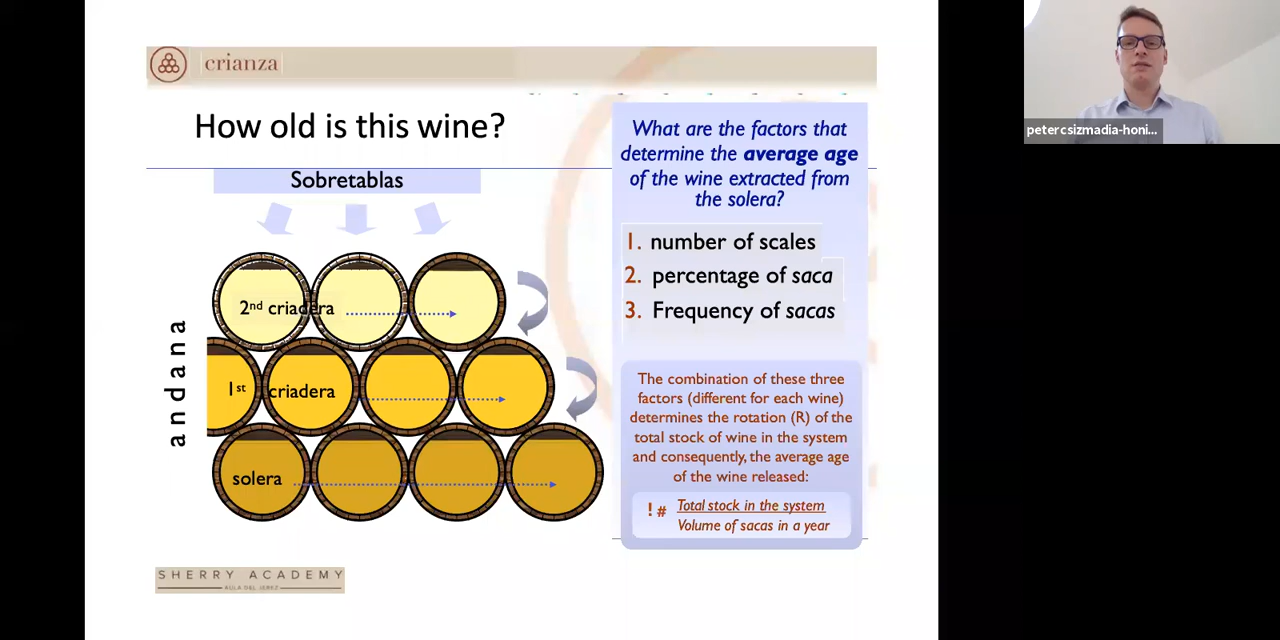 crianza
How old is this wine?
Sobretablas
andana
2nd criadera
1st criadera
solera
What are the factors that
determine the average age
of the wine extracted from
the solera?
1. number of scales
2. percentage of saca
3. Frequency of sacas
The combination of these three
factors (different for each wine)
determines the rotation (R) of the
total stock of wine in the system
and consequently, the average age
of the wine released:
! # Total stock in the system
Volume of sacas in a year
SHERRY ACADEMY
AULA DEL JEREZ
petercsizmadia-honi...